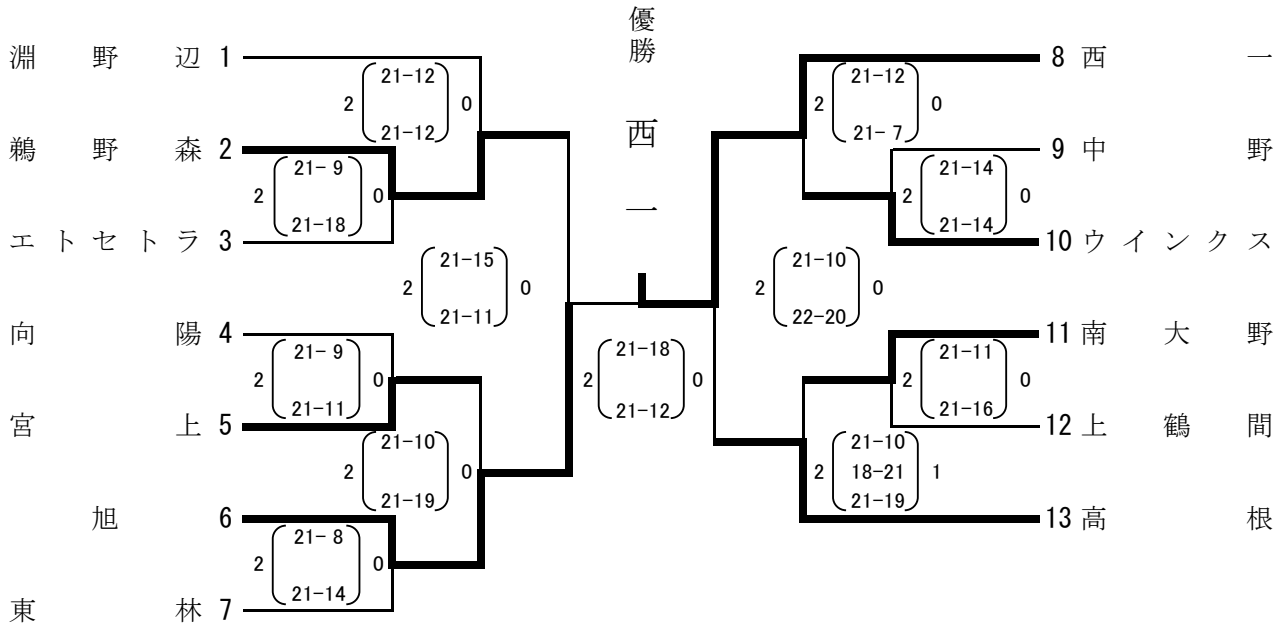 優勝
西一
淵野辺 1
21-12
2 0
21-12
鵜野森 2
21- 9
2 0
21-18
エトセトラ 3
21-15
2 0
21-11
向陽 4
21- 9
2 0
21-11
宮上 5
21-10
2 0
21-19
旭 6
21- 8
2 0
21-14
東林 7
21-18
2 0
21-12
8 西一
21-12
2 0
21- 7
9 中野
21-14
2 0
21-14
10 ウインクス
21-10
2 0
22-20
11 南大野
21-11
2 0
21-16
12 上鶴間
21-10
2 18-21 1
21-19
13 高根